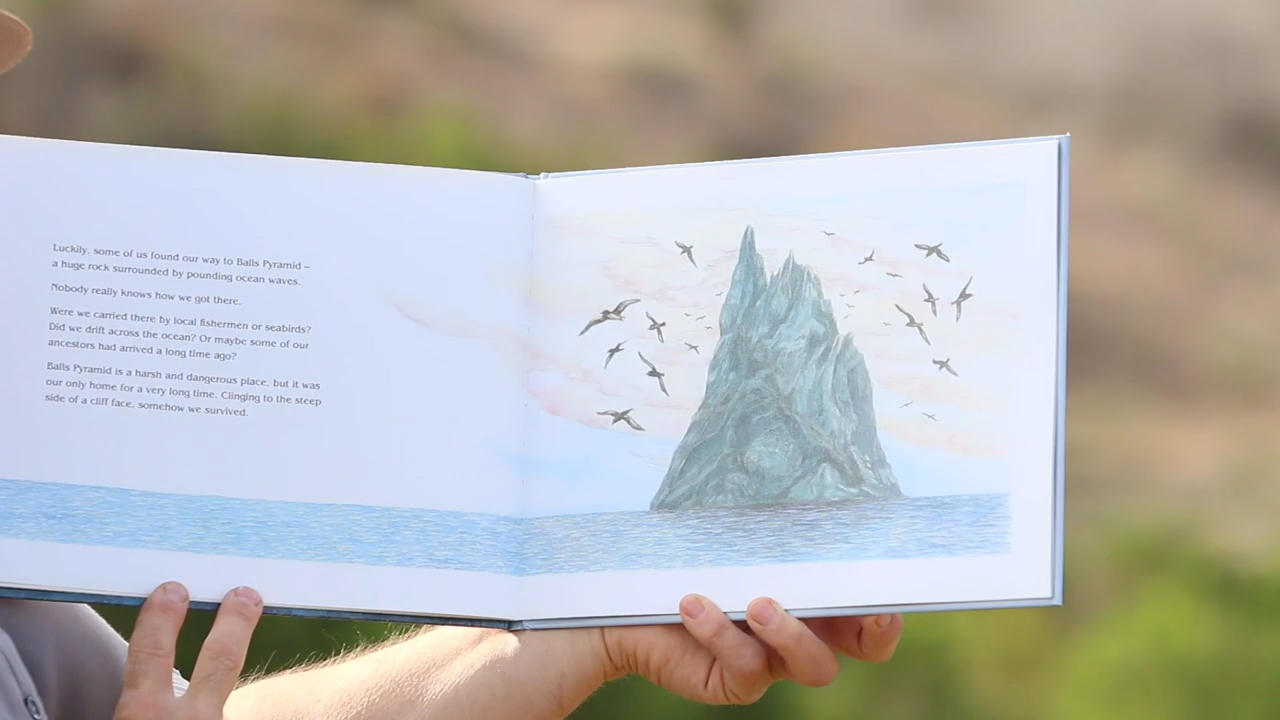 Luckily, some of us found our way to Balls Pyramid –
a huge rock surrounded by pounding ocean waves.
Nobody really knows how we got there.
Were we carried there by local fishermen or seabirds?
Did we drift across the ocean? Or maybe some of our
ancestors had arrived a long time ago?
Balls Pyramid is a harsh and dangerous place, but it was
our only home for a very long time. Clinging to the steep
side of a cliff face, somehow we survived.